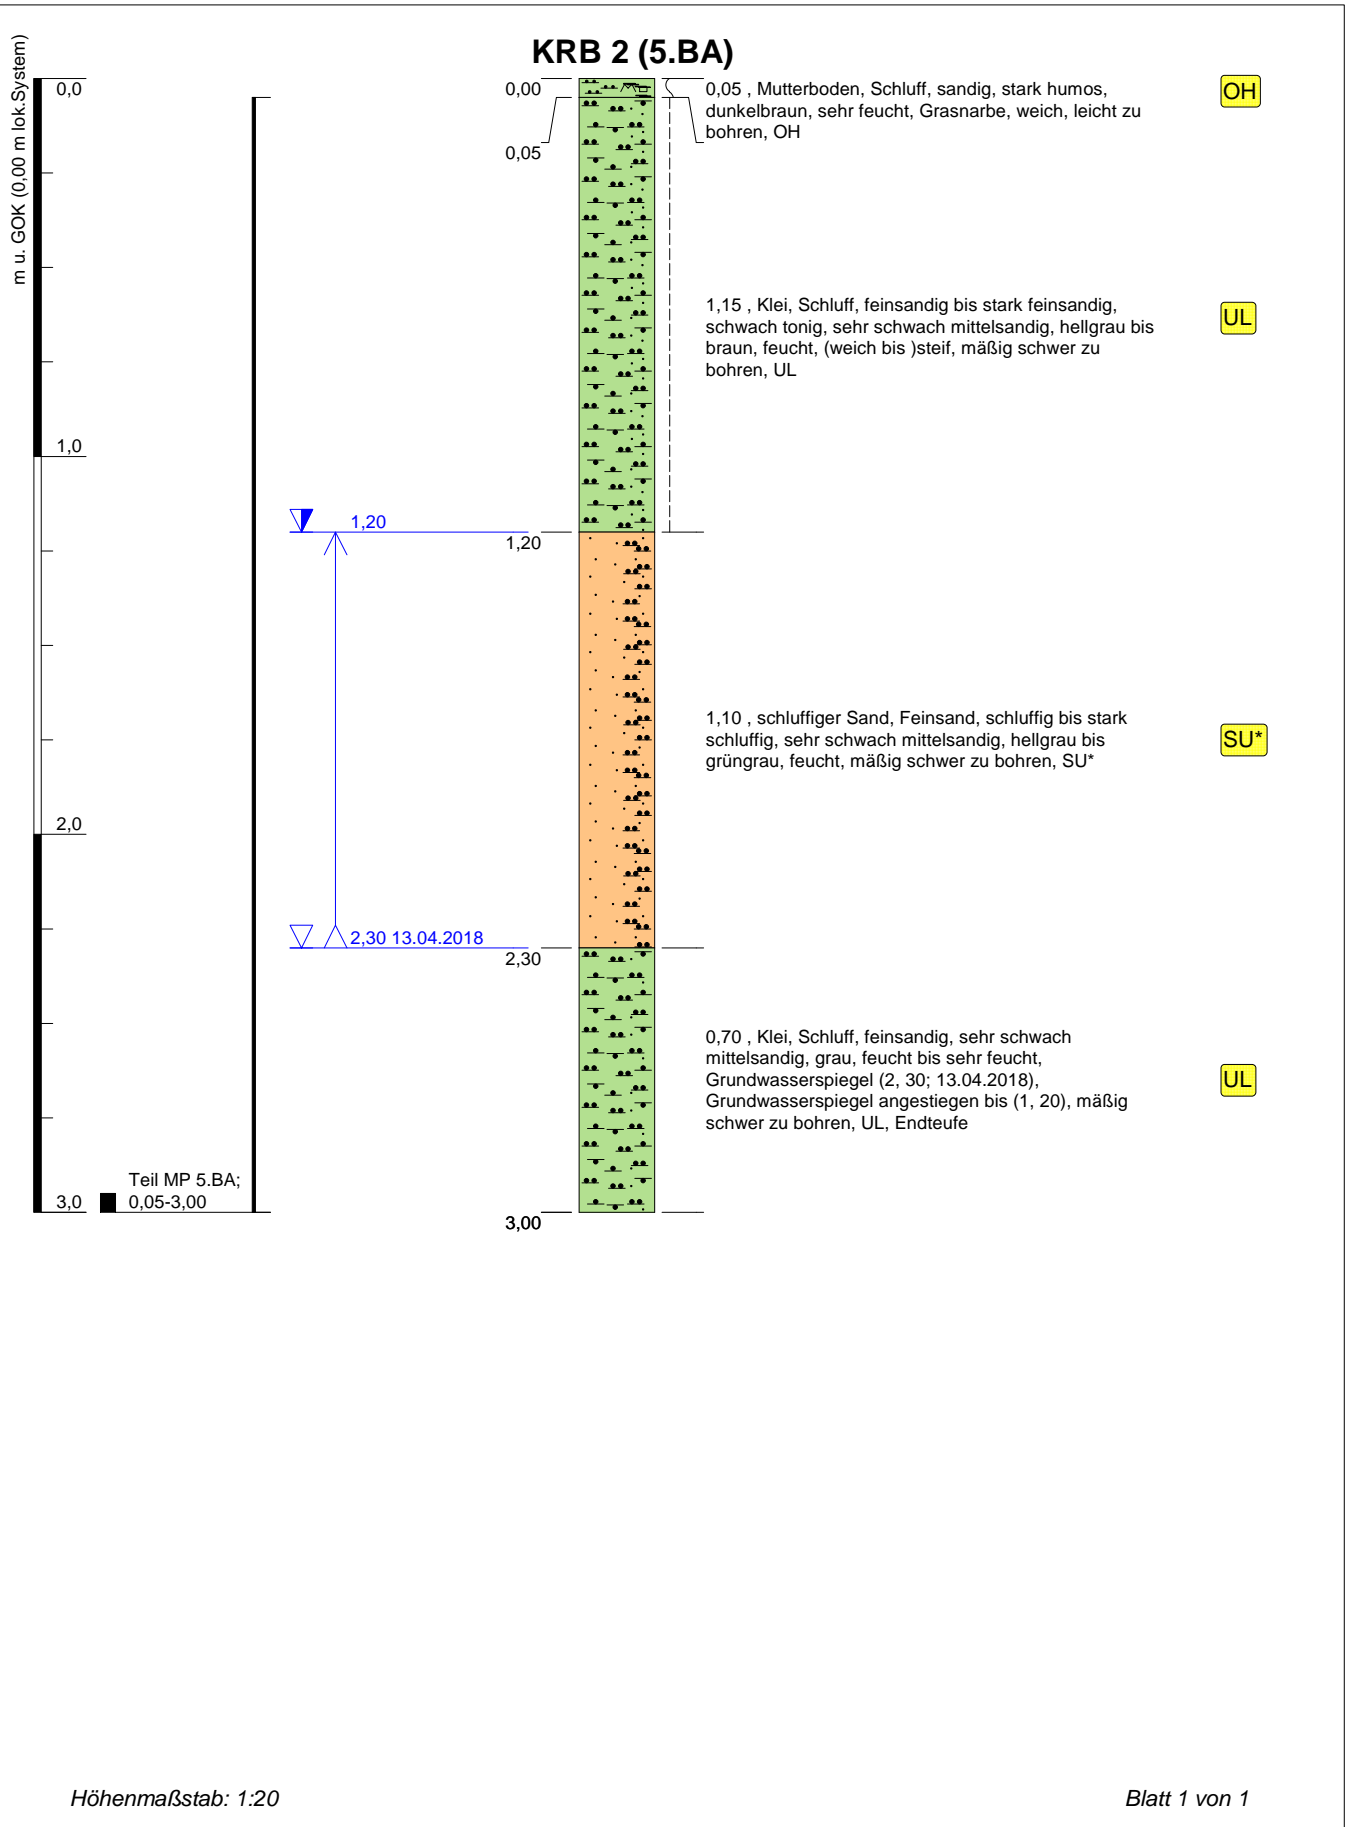 KRB 2 (5.BA)
m u. GOK (0,00 m lok.System)
0,0
0,00
0,05 , Mutterboden, Schluff, sandig, stark humos,
dunkelbraun, sehr feucht, Grasnarbe, weich, leicht zu
bohren, OH
OH
0,05
1,15 , Klei, Schluff, feinsandig bis stark feinsandig,
schwach tonig, sehr schwach mittelsandig, hellgrau bis
braun, feucht, (weich bis )steif, mäßig schwer zu
bohren, UL
UL
1,0
1,20
1,20
1,10 , schluffiger Sand, Feinsand, schluffig bis stark
schluffig, sehr schwach mittelsandig, hellgrau bis
grüngrau, feucht, mäßig schwer zu bohren, SU*
SU*
2,0
2,30 13.04.2018
2,30
0,70 , Klei, Schluff, feinsandig, sehr schwach
mittelsandig, grau, feucht bis sehr feucht,
Grundwasserspiegel (2, 30; 13.04.2018),
Grundwasserspiegel angestiegen bis (1, 20), mäßig
schwer zu bohren, UL, Endteufe
UL
Teil MP 5.BA;
0,05-3,00
3,0
3,00
Höhenmaßstab: 1:20
Blatt 1 von 1